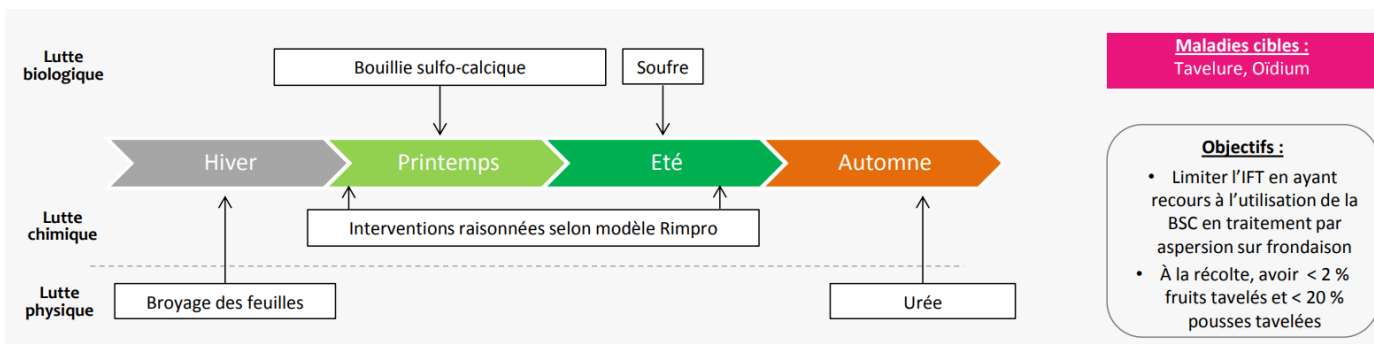 Lutte
biologique
Bouillie sulfo-calcique
Soufre
Hiver
Printemps
Eté
Automne
Lutte
chimique
Interventions raisonnées selon modèle Rimpro
Lutte
physique
Broyage des feuilles
Urée
Maladies cibles :
Tavelure, Oïdium
Objectifs :
• Limiter l’IFT en ayant
recours à l’utilisation de la
BSC en traitement par
aspersion sur frondaison
• À la récolte, avoir < 2 %
fruits tavelés et < 20 %
pousses tavelées